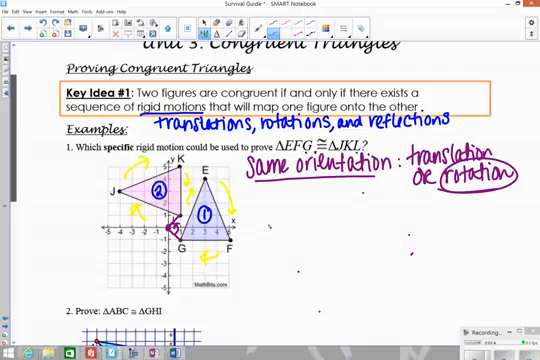 Survival Guide * - SMART Notebook
File Edit View Insert Format Tools Add-ons Help
Unit 3: Congruent Triangles
Proving Congruent Triangles
Key Idea #1: Two figures are congruent if and only if there exists a
sequence of rigid motions that will map one figure onto the other
translations, rotations, and reflections
Examples:
1. Which specific rigid motion could be used to prove ΔEFG ≅ ΔJKL?
same orientation: translation
or rotation
K
y
E
J
②
①
x
G
F
MathBits.com
2. Prove: ΔABC ≅ ΔGHI
Recording...